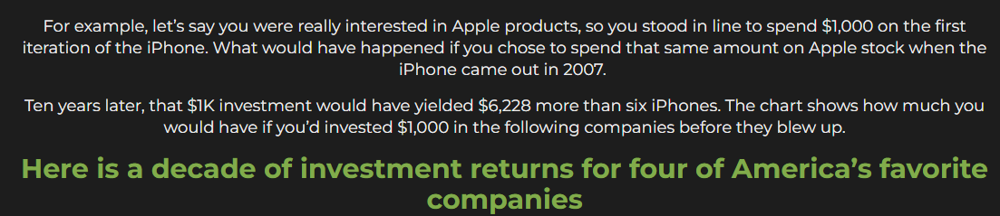 For example, let’s say you were really interested in Apple products, so you stood in line to spend $1,000 on the first
iteration of the iPhone. What would have happened if you chose to spend that same amount on Apple stock when the
iPhone came out in 2007.
Ten years later, that $1K investment would have yielded $6,228 more than six iPhones. The chart shows how much you
would have if you’d invested $1,000 in the following companies before they blew up.
Here is a decade of investment returns for four of America’s favorite
companies